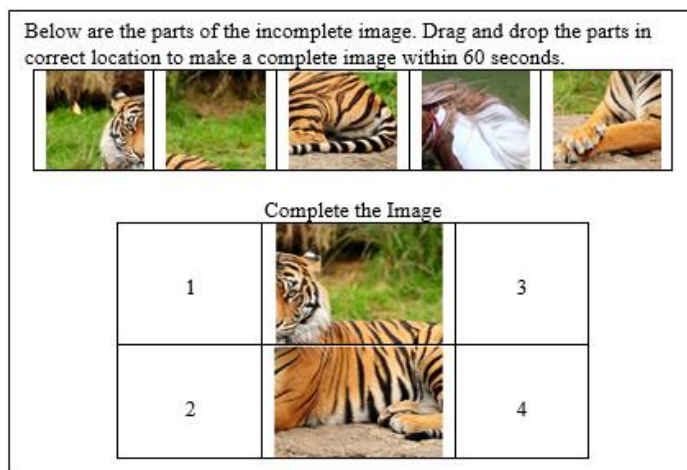 Below are the parts of the incomplete image. Drag and drop the parts in
correct location to make a complete image within 60 seconds.
Complete the Image
1
3
2
4